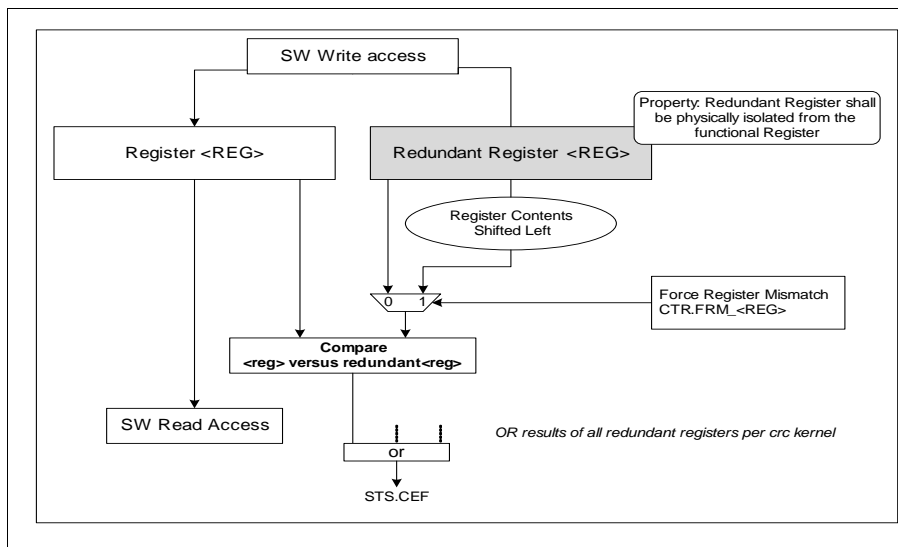 SW Write access
Property: Redundant Register shall
be physically isolated from the
functional Register
Register <REG>
Redundant Register <REG>
Register Contents
Shifted Left
0 1
Force Register Mismatch
CTR.FRM_<REG>
Compare
<reg> versus redundant<reg>
SW Read Access
OR results of all redundant registers per crc kernel
or
STS.CEF